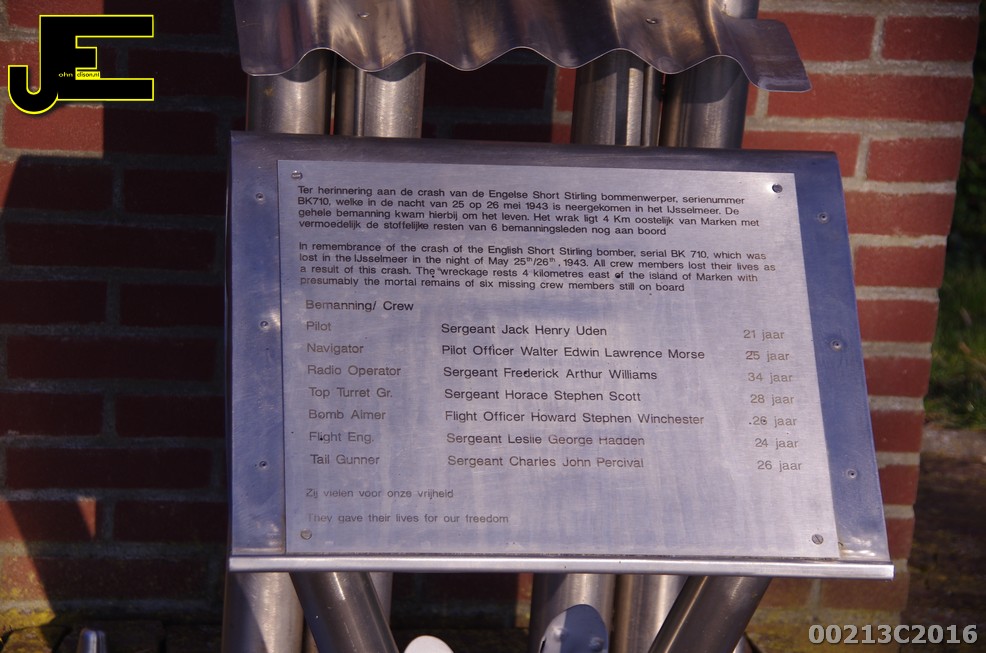 John Edison.nl
Ter herinnering aan de crash van de Engelse Short Stirling bommenwerper, serienummer
BK710, welke in de nacht van 25 op 26 mei 1943 is neergekomen in het IJsselmeer. De
gehele bemanning kwam hierbij om het leven. Het wrak ligt 4 Km oostelijk van Marken met
vermoedelijk de stoffelijke resten van 6 bemanningsleden nog aan boord
In remembrance of the crash of the English Short Stirling bomber, serial BK 710, which was
lost in the IJsselmeer in the night of May 25th/26th, 1943. All crew members lost their lives as
a result of this crash. The wreckage rests 4 kilometres east of the island of Marken with
presumably the mortal remains of six missing crew members still on board
Bemanning/ Crew
Pilot Sergeant Jack Henry Uden 21 jaar
Navigator Pilot Officer Walter Edwin Lawrence Morse 25 jaar
Radio Operator Sergeant Frederick Arthur Williams 34 jaar
Top Turret Gr. Sergeant Horace Stephen Scott 28 jaar
Bomb Aimer Flight Officer Howard Stephen Winchester 26 jaar
Flight Eng. Sergeant Leslie George Hadden 24 jaar
Tail Gunner Sergeant Charles John Percival 26 jaar
Zij vielen voor onze vrijheid
They gave their lives for our freedom
00213C2016